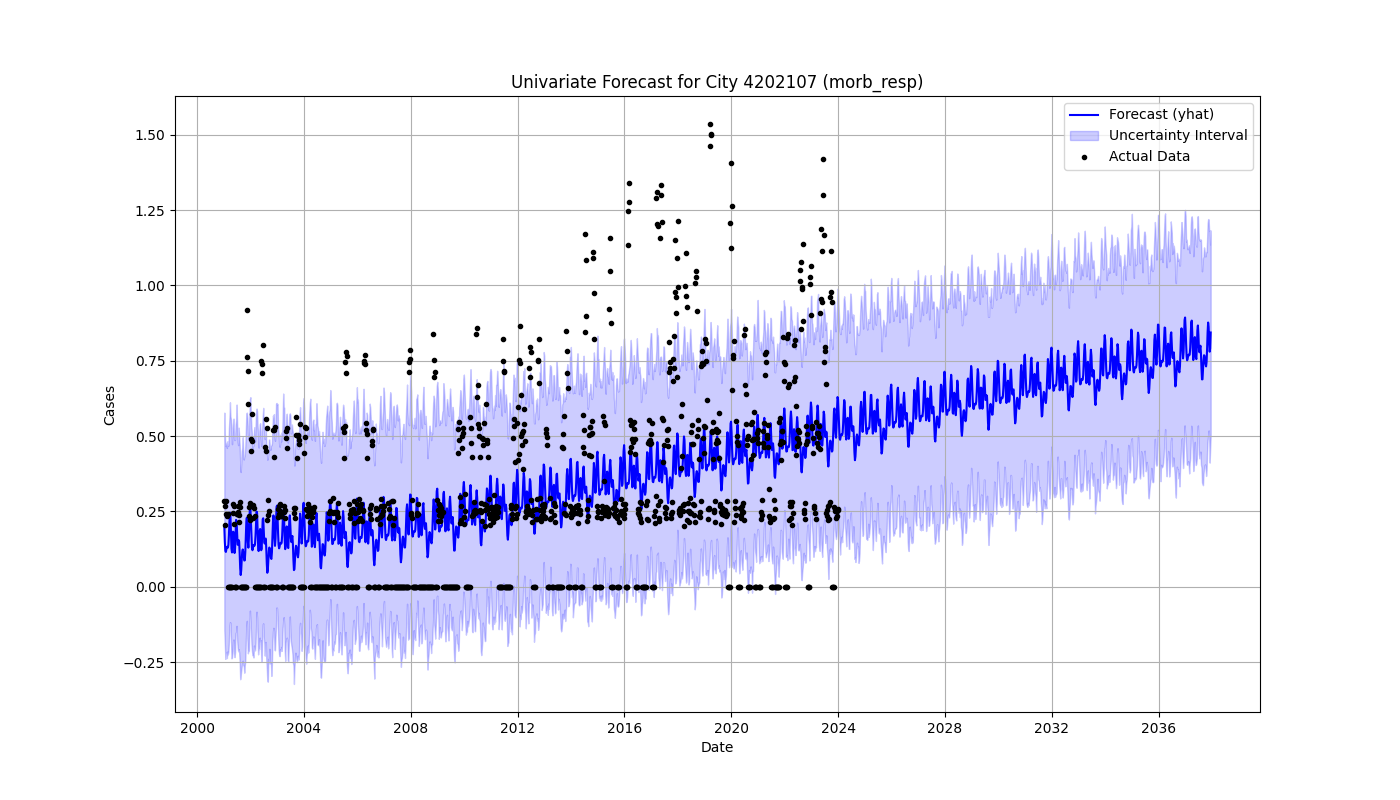 Univariate Forecast for City 4202107 (morb_resp)
Forecast (yhat)
Uncertainty Interval
Actual Data
1.50
1.25
1.00
0.75
0.50
0.25
0.00
−0.25
Cases
2000 2004 2008 2012 2016 2020 2024 2028 2032 2036
Date